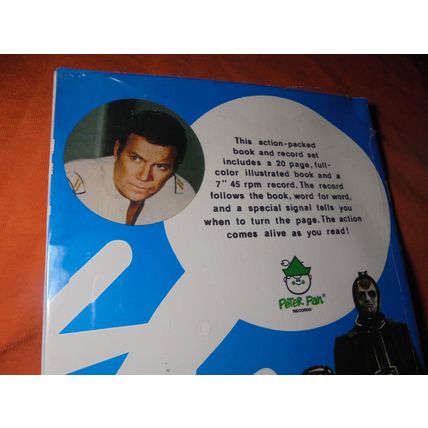 This action-packed
book and record set
includes a 20 page, full-
color illustrated book and a
7" 45 rpm record. The record
follows the book, word for word,
and a special signal tells you
when to turn the page. The action
comes alive as you read!
PETER PAN®
RECORDS